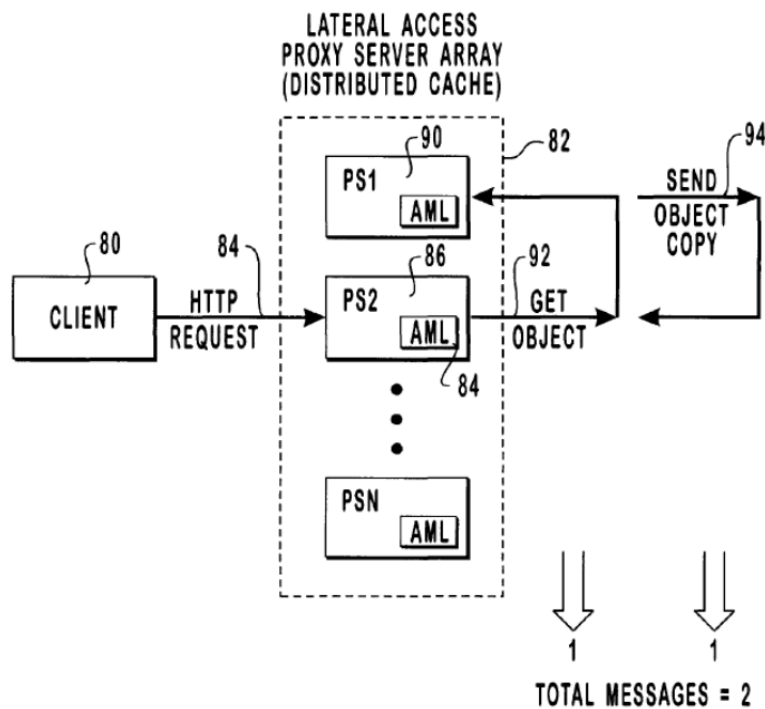 LATERAL ACCESS
PROXY SERVER ARRAY
(DISTRIBUTED CACHE)
90
82
94
PS1
AML
SEND
OBJECT
COPY
80
84
86
92
CLIENT
HTTP
REQUEST
PS2
AML
GET
OBJECT
84
PSN
AML
1
1
TOTAL MESSAGES = 2